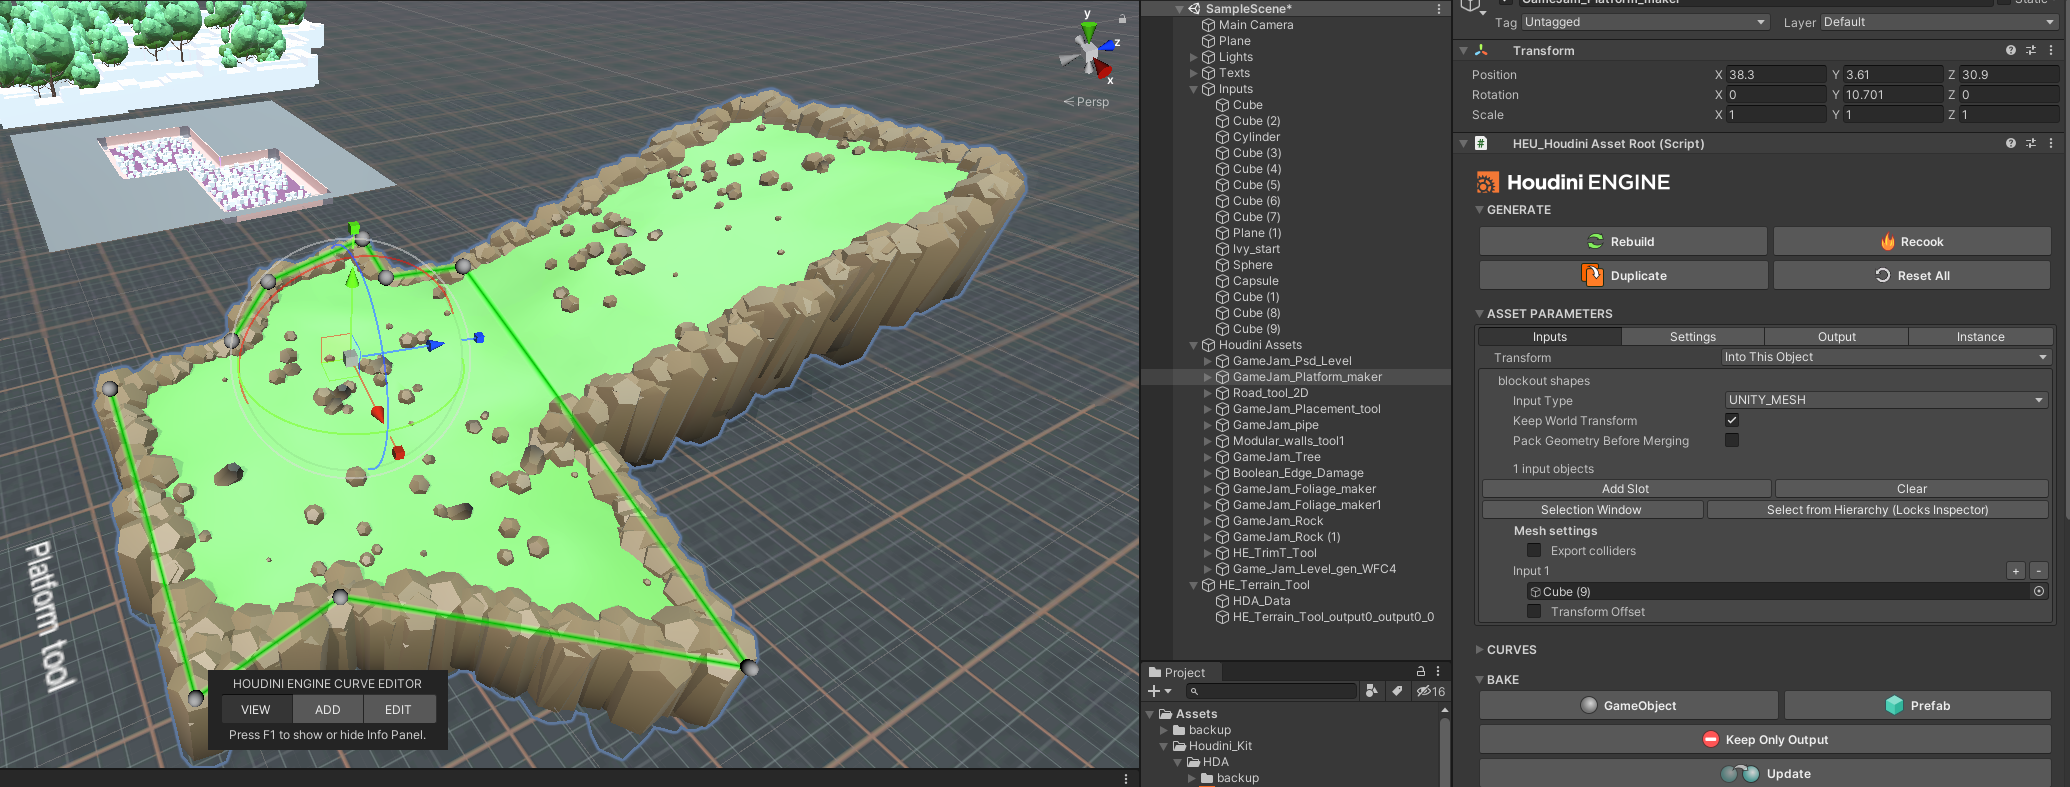 y
z
x
Persp
Platform tool
HOUDINI ENGINE CURVE EDITOR
VIEW ADD EDIT
Press F1 to show or hide Info Panel.
SampleScene*
Main Camera
Plane
Lights
Texts
Inputs
Cube
Cube (2)
Cylinder
Cube (3)
Cube (4)
Cube (5)
Cube (6)
Cube (7)
Plane (1)
Ivy_start
Sphere
Capsule
Cube (1)
Cube (8)
Cube (9)
Houdini Assets
GameJam_Psd_Level
GameJam_Platform_maker
Road_tool_2D
GameJam_Placement_tool
GameJam_pipe
Modular_walls_tool1
GameJam_Tree
Boolean_Edge_Damage
GameJam_Foliage_maker
GameJam_Foliage_maker1
GameJam_Rock
GameJam_Rock (1)
HE_TrimT_Tool
Game_Jam_Level_gen_WFC4
HE_Terrain_Tool
HDA_Data
HE_Terrain_Tool_output0_output0_0
Project
16
Assets
backup
Houdini_Kit
HDA
backup
GameJam_Platform_maker Static
Tag Untagged Layer Default
Transform
Position X 38.3 Y 3.61 Z 30.9
Rotation X 0 Y 10.701 Z 0
Scale X 1 Y 1 Z 1
# HEU_Houdini Asset Root (Script)
Houdini ENGINE
GENERATE
Rebuild Recook
Duplicate Reset All
ASSET PARAMETERS
Inputs Settings Output Instance
Transform Into This Object
blockout shapes
Input Type UNITY_MESH
Keep World Transform
Pack Geometry Before Merging
1 input objects
Add Slot Clear
Selection Window Select from Hierarchy (Locks Inspector)
Mesh settings
Export colliders
Input 1 + -
Cube (9)
Transform Offset
CURVES
BAKE
GameObject Prefab
Keep Only Output
Update